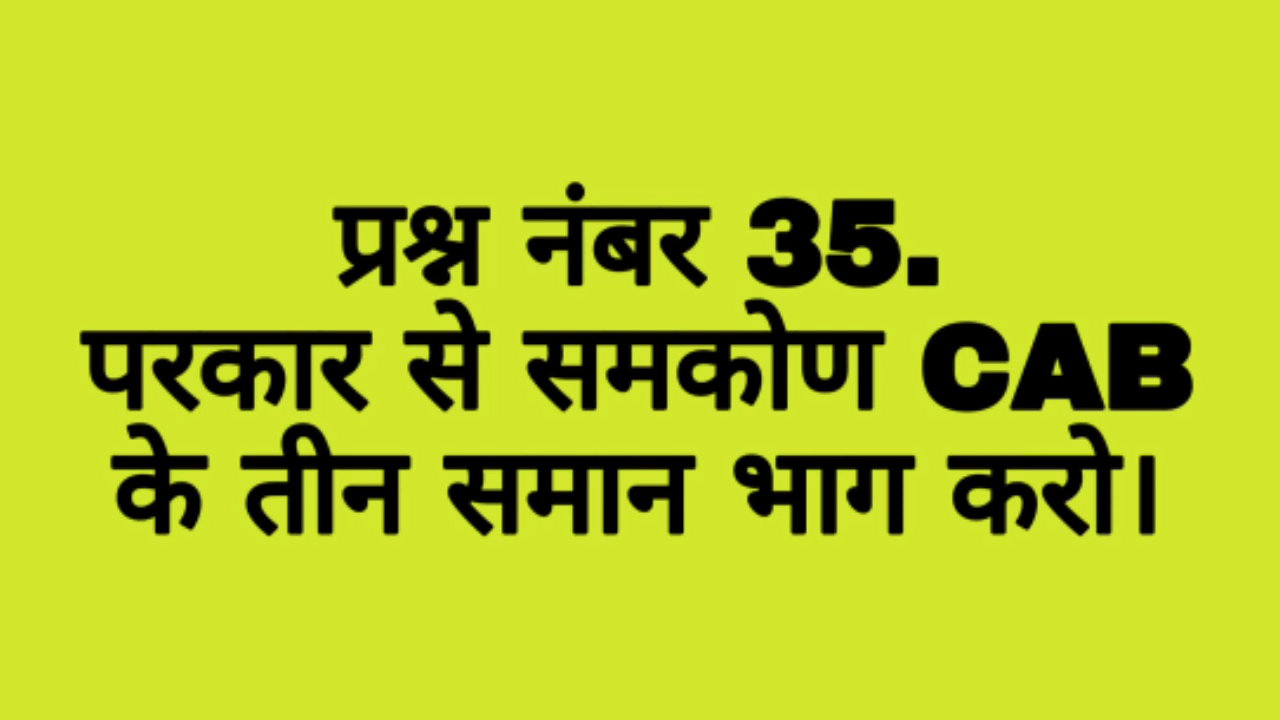 प्रश्न नंबर 35.
परकार से समकोण CAB
के तीन समान भाग करो।